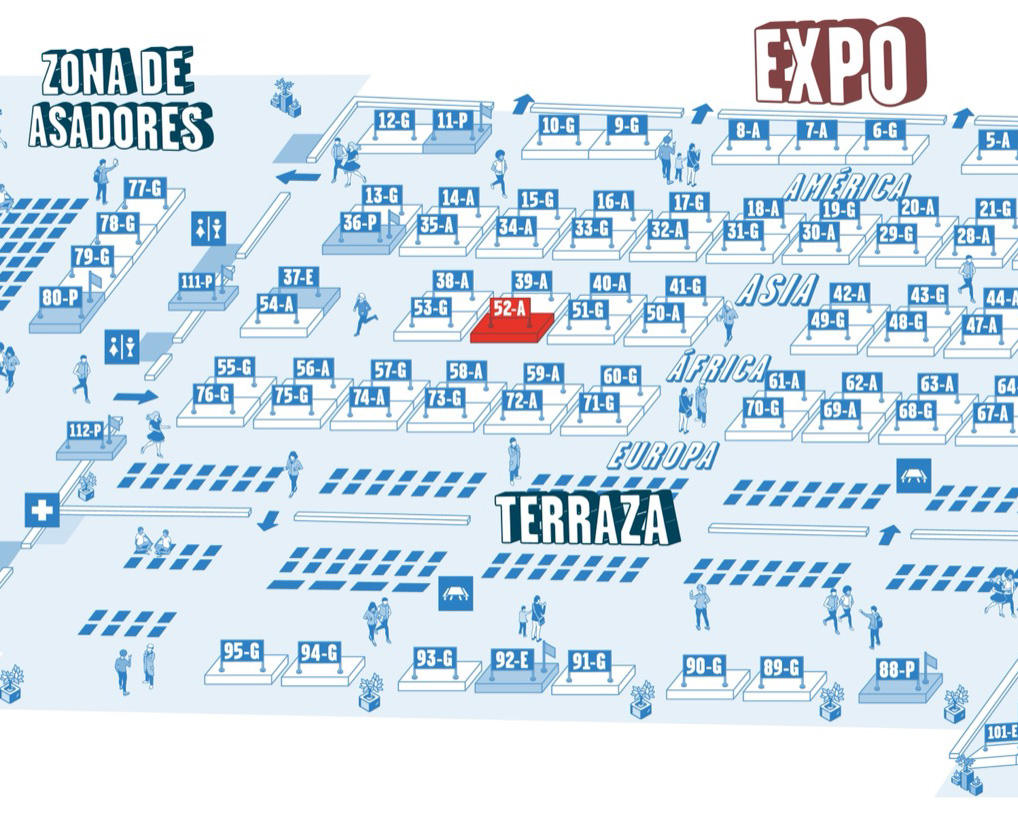 ZONA DE
ASADORES
EXPO
12-G 11-P 10-G 9-G 8-A 7-A 6-G 5-A
AMÉRICA
77-G
78-G
79-G
80-P
13-G 14-A 15-G 16-A 17-G 18-A 19-G 20-A 21-G
36-P 35-A 34-A 33-G 32-A 31-G 30-A 29-G 28-A
111-P 37-E
54-A
ASIA
38-A 39-A 40-A 41-G 42-A 43-G 44-A
53-G 52-A 51-G 50-A 49-G 48-G 47-A
ÁFRICA
55-G 56-A 57-G 58-A 59-A 60-G 61-A 62-A 63-A 64-
76-G 75-G 74-A 73-G 72-A 71-G 70-G 69-A 68-G 67-A
112-P
EUROPA
TERRAZA
95-G 94-G 93-G 92-E 91-G 90-G 89-G 88-P
101-E